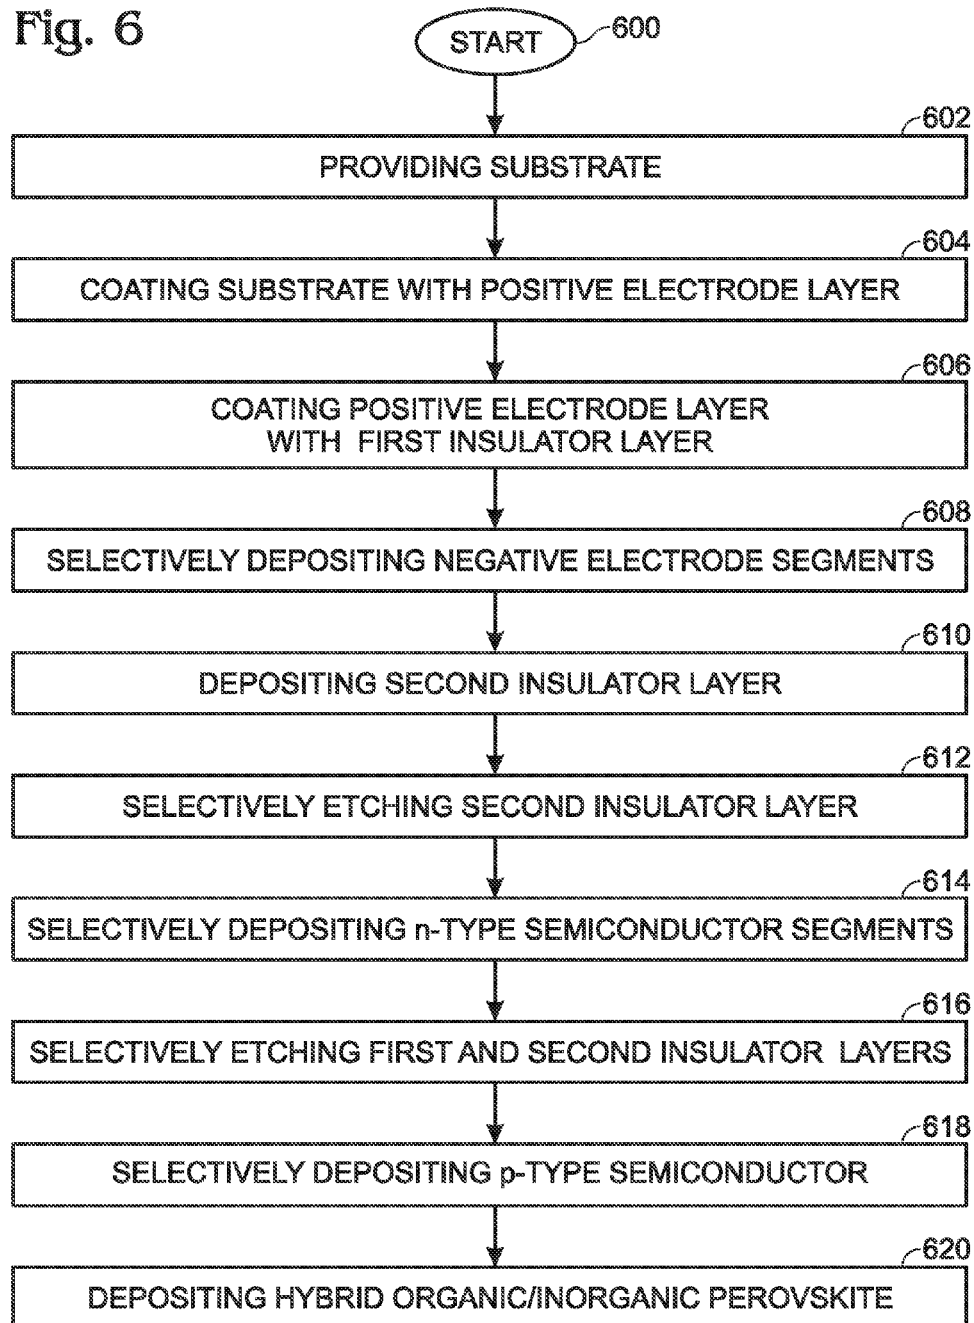 Fig. 6
START
600
602
PROVIDING SUBSTRATE
604
COATING SUBSTRATE WITH POSITIVE ELECTRODE LAYER
606
COATING POSITIVE ELECTRODE LAYER
WITH FIRST INSULATOR LAYER
608
SELECTIVELY DEPOSITING NEGATIVE ELECTRODE SEGMENTS
610
DEPOSITING SECOND INSULATOR LAYER
612
SELECTIVELY ETCHING SECOND INSULATOR LAYER
614
SELECTIVELY DEPOSITING n-TYPE SEMICONDUCTOR SEGMENTS
616
SELECTIVELY ETCHING FIRST AND SECOND INSULATOR LAYERS
618
SELECTIVELY DEPOSITING p-TYPE SEMICONDUCTOR
620
DEPOSITING HYBRID ORGANIC/INORGANIC PEROVSKITE